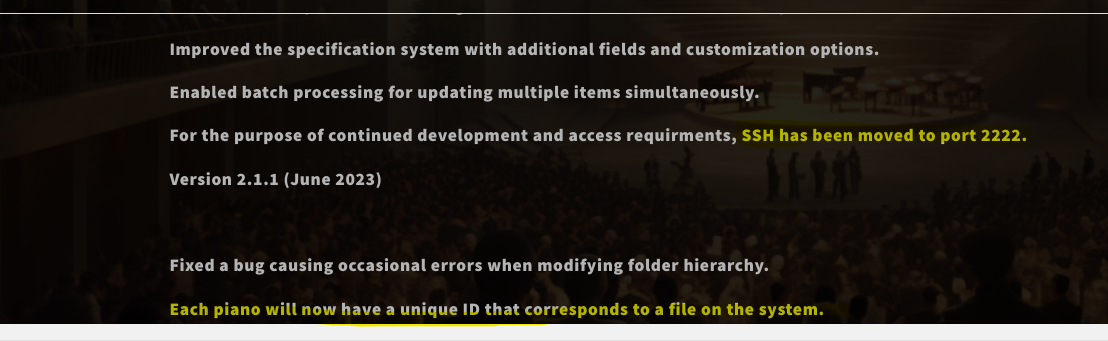 Improved the specification system with additional fields and customization options.
Enabled batch processing for updating multiple items simultaneously.
For the purpose of continued development and access requirments, SSH has been moved to port 2222.
Version 2.1.1 (June 2023)
Fixed a bug causing occasional errors when modifying folder hierarchy.
Each piano will now have a unique ID that corresponds to a file on the system.